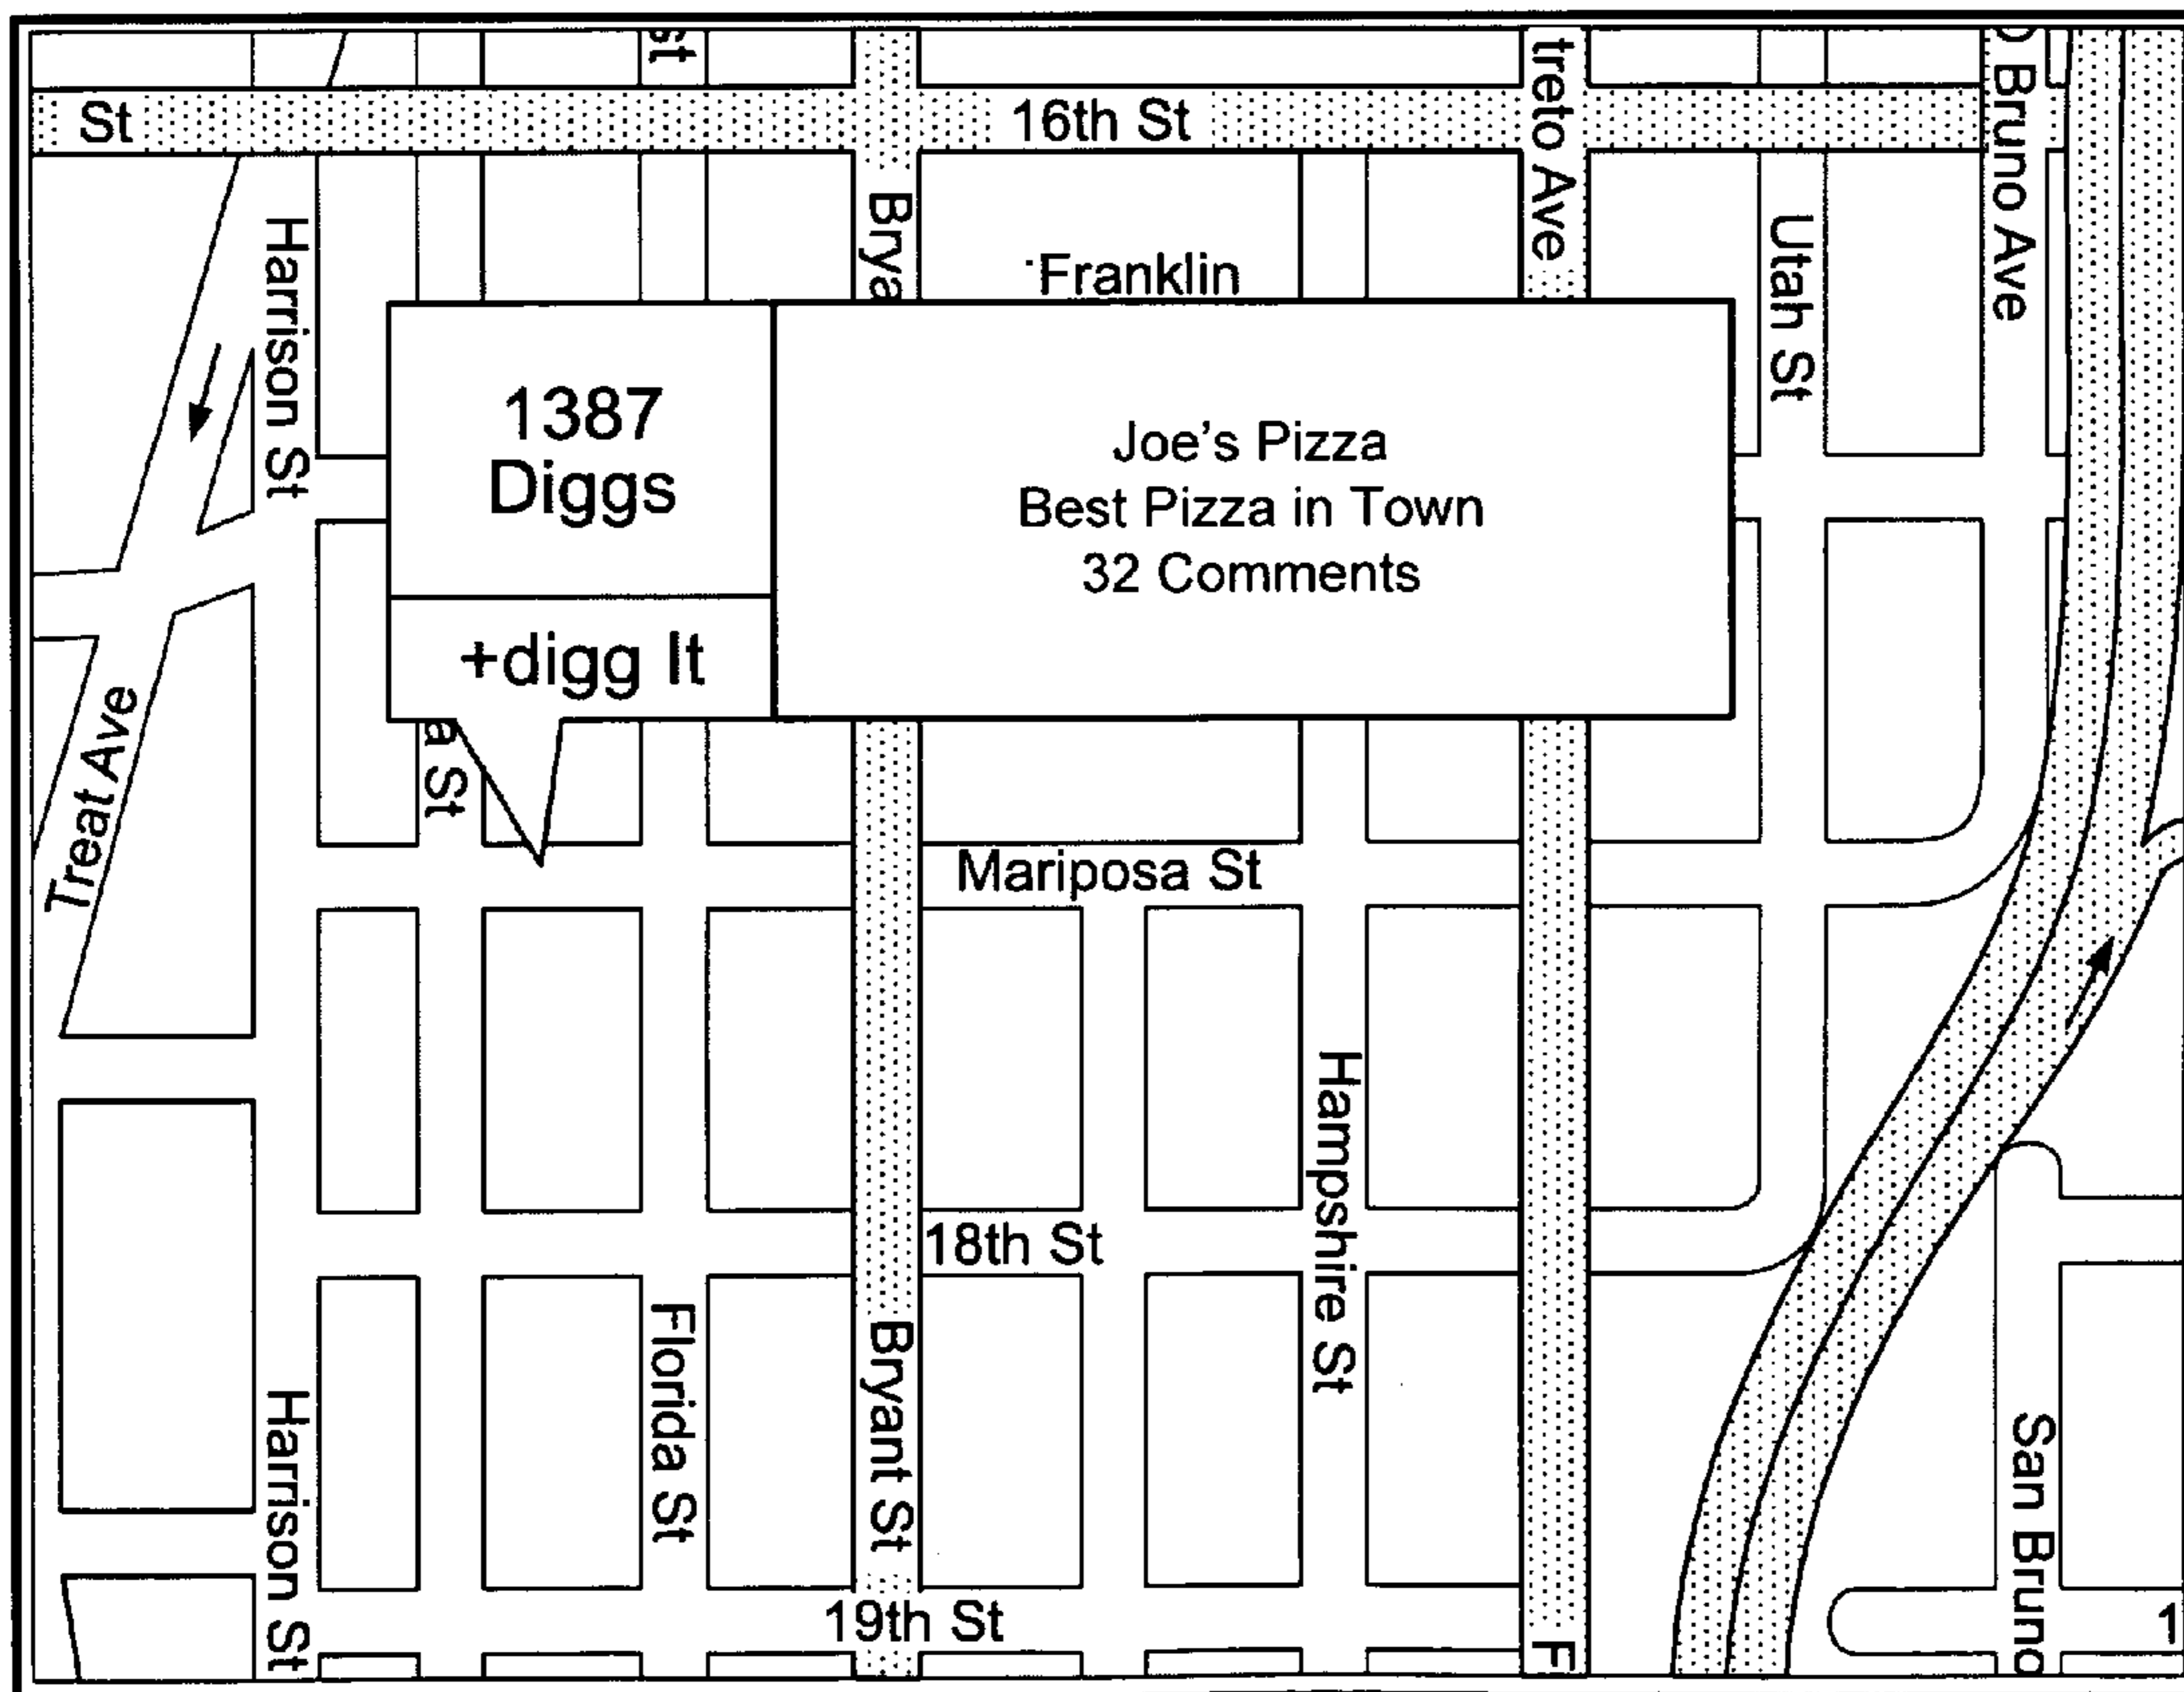 st
St
16th St
treto Ave
Bruno Ave
Harrison St
Brya
Franklin
Utah St
1387
Diggs
Joe's Pizza
Best Pizza in Town
32 Comments
+digg It
a St
Treat Ave
Mariposa St
Hampshire St
18th St
Florida St
Bryant St
Harrison St
San Bruno
19th St
F
1